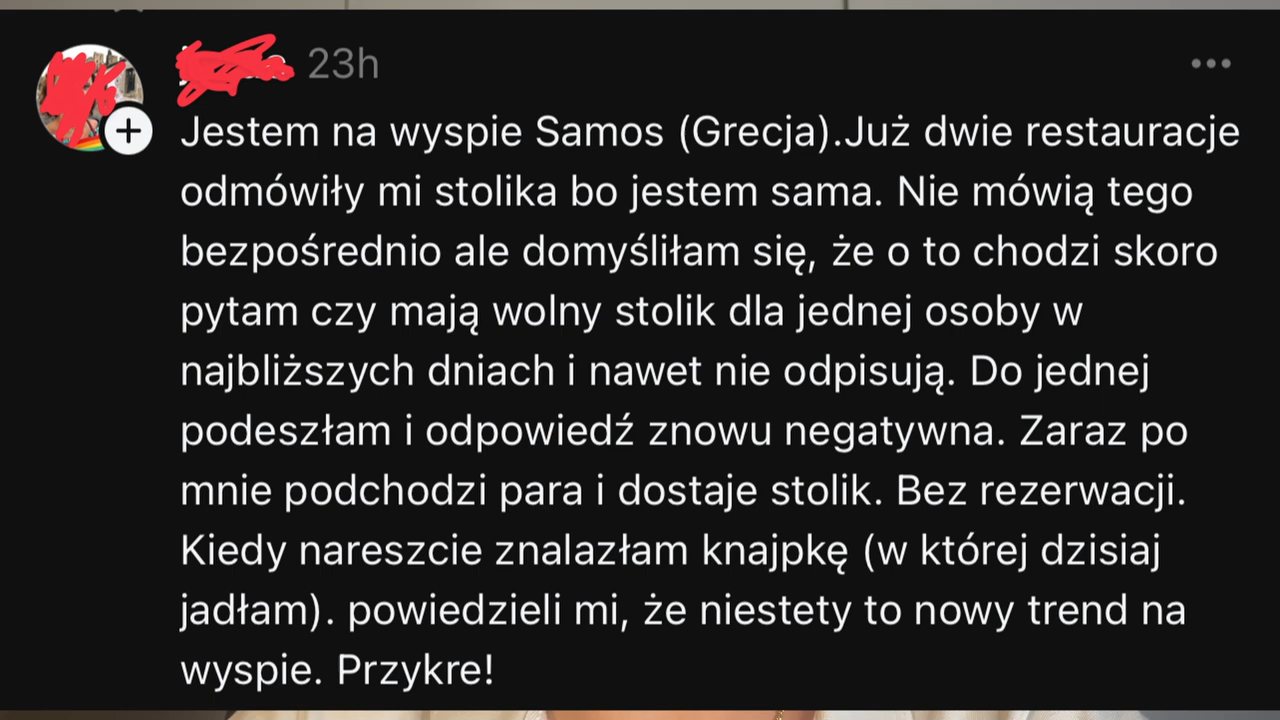 23h
Jestem na wyspie Samos (Grecja).Już dwie restauracje
odmówiły mi stolika bo jestem sama. Nie mówią tego
bezpośrednio ale domyśliłam się, że o to chodzi skoro
pytam czy mają wolny stolik dla jednej osoby w
najbliższych dniach i nawet nie odpisują. Do jednej
podeszłam i odpowiedź znowu negatywna. Zaraz po
mnie podchodzi para i dostaje stolik. Bez rezerwacji.
Kiedy nareszcie znalazłam knajpkę (w której dzisiaj
jadłam). powiedzieli mi, że niestety to nowy trend na
wyspie. Przykre!